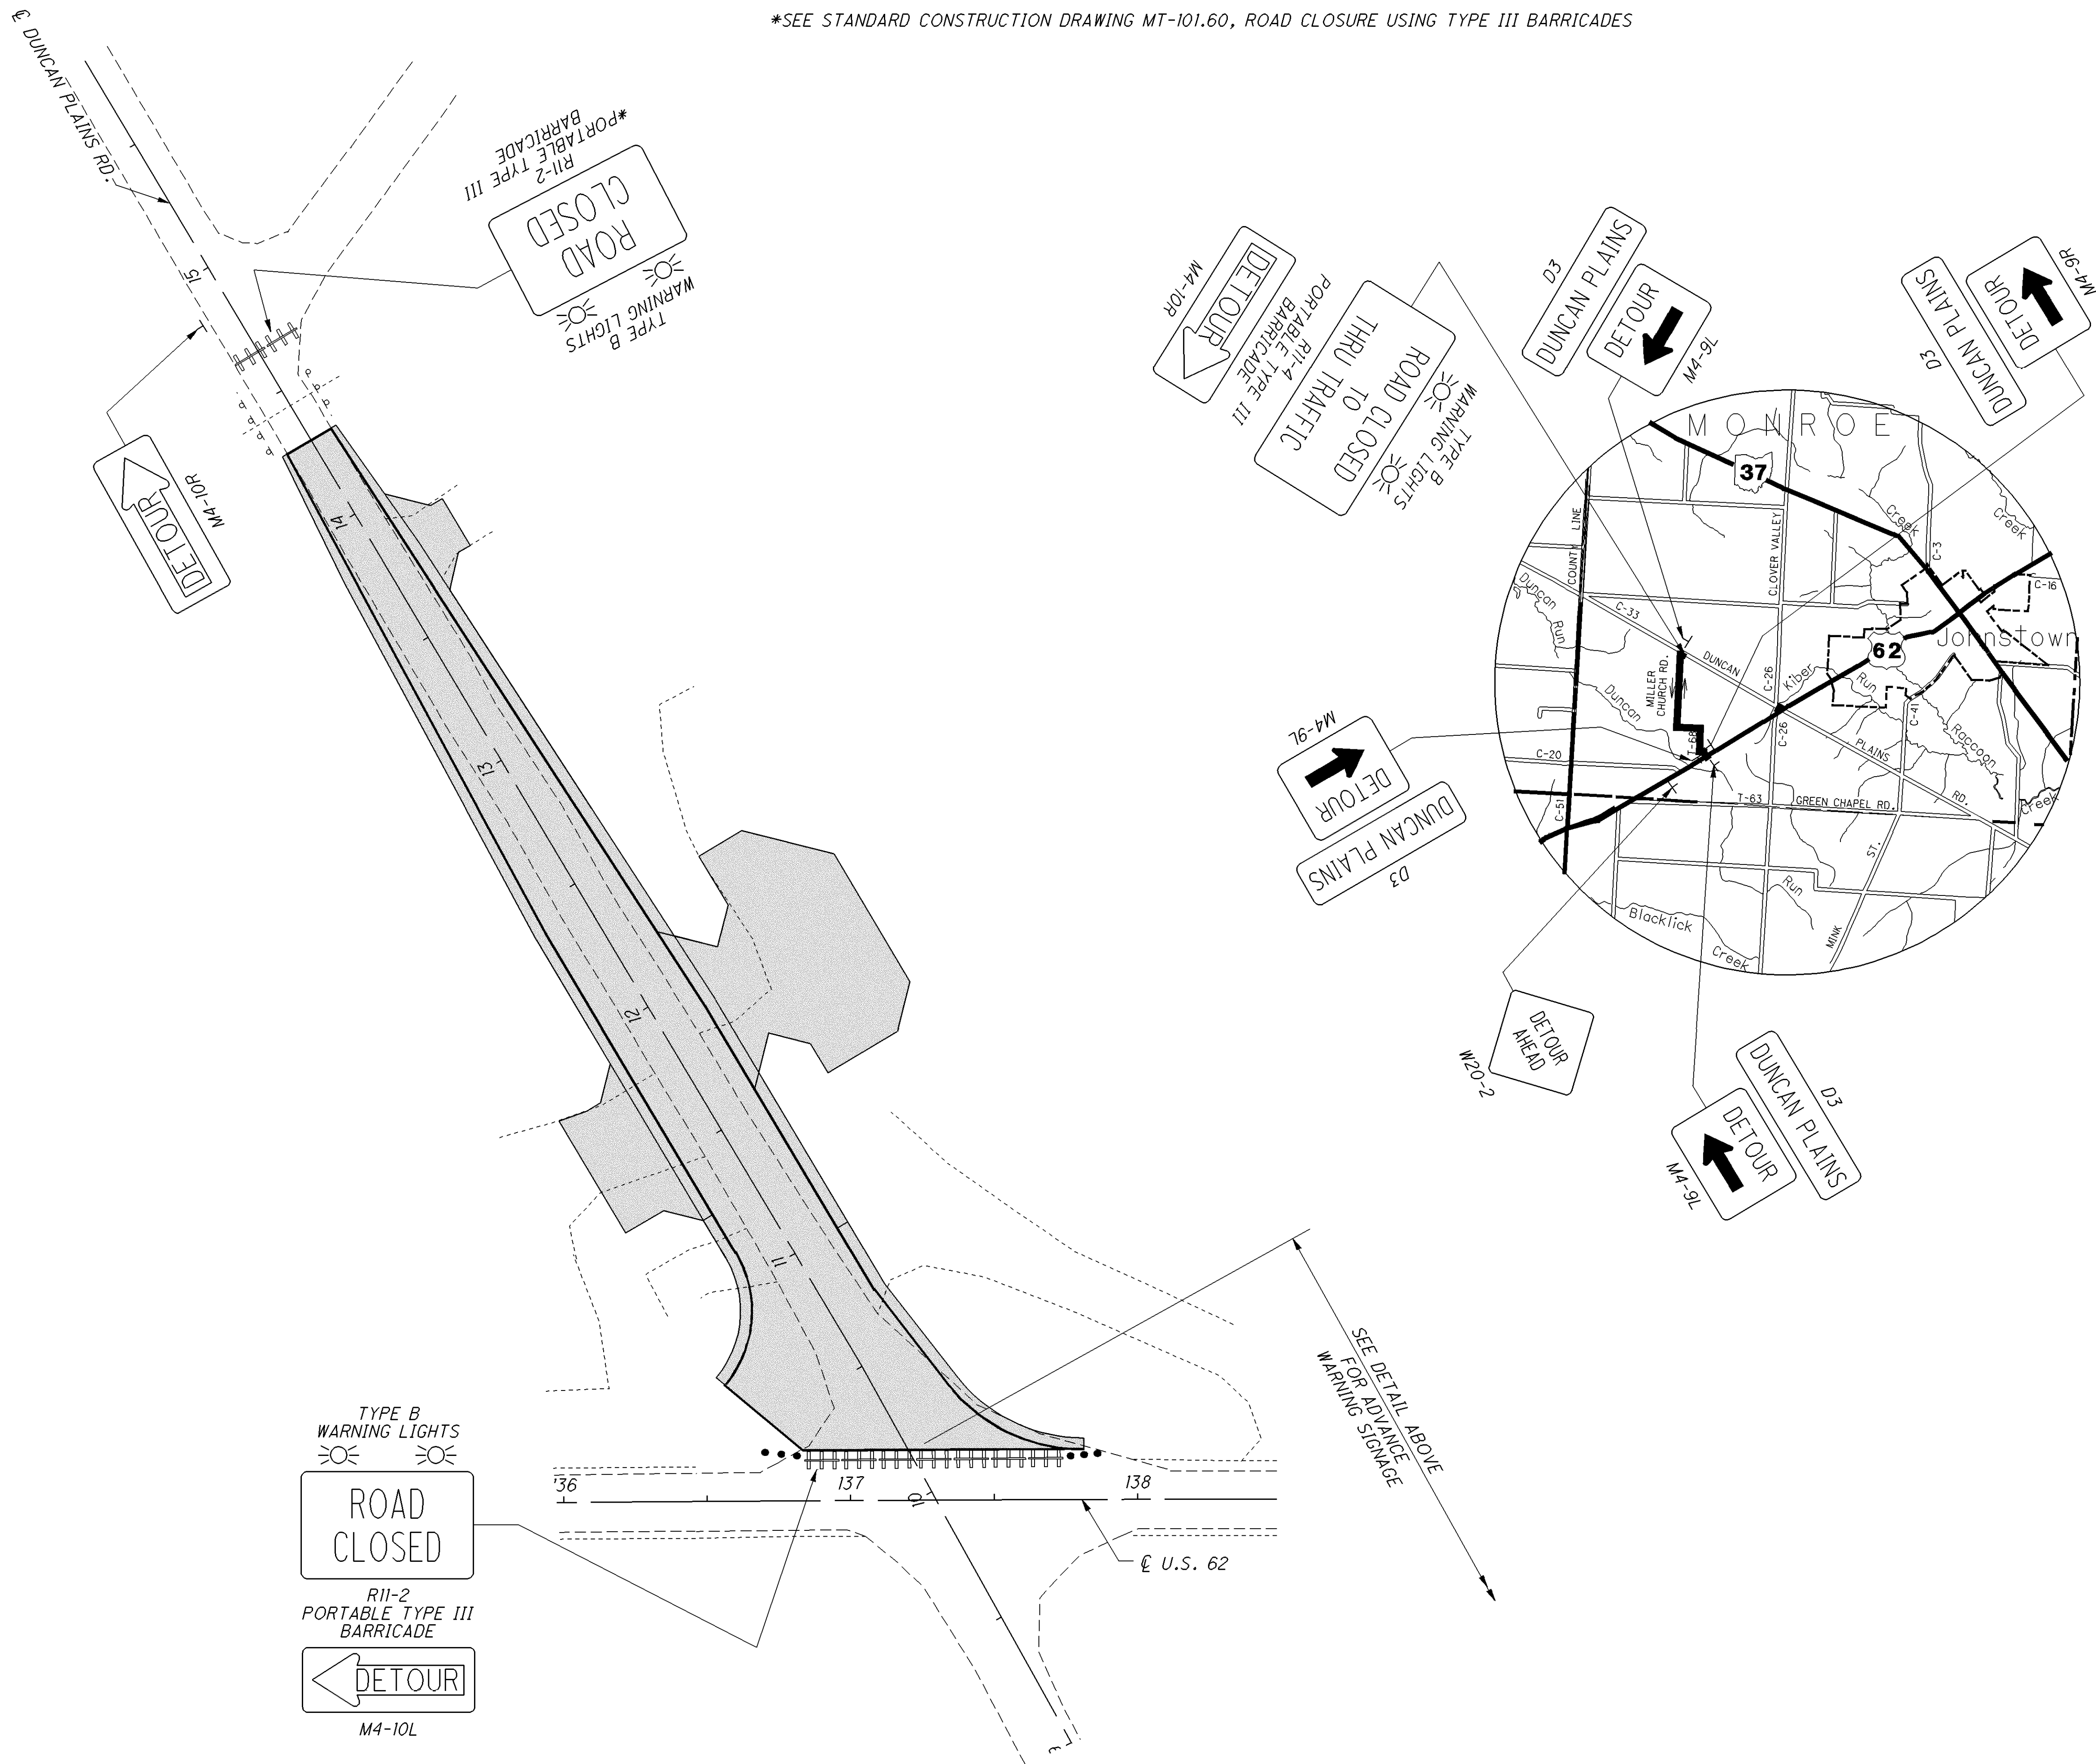 *SEE STANDARD CONSTRUCTION DRAWING MT-101.60, ROAD CLOSURE USING TYPE III BARRICADES
℄ DUNCAN PLAINS RD.
*PORTABLE TYPE III
BARRICADE
R11-2
ROAD
CLOSED
TYPE B
WARNING LIGHTS
15
M4-10R
DETOUR
14
13
12
11
10
TYPE B
WARNING LIGHTS
ROAD
CLOSED
R11-2
PORTABLE TYPE III
BARRICADE
DETOUR
M4-10L
136
137
138
℄ U.S. 62
SEE DETAIL ABOVE
FOR ADVANCE
WARNING SIGNAGE
M4-10R
DETOUR
PORTABLE TYPE III
BARRICADE
R11-4
ROAD CLOSED
TO
THRU TRAFFIC
TYPE B
WARNING LIGHTS
D3
DUNCAN PLAINS
DETOUR
M4-9L
M4-9R
DETOUR
DUNCAN PLAINS
D3
MONROE
37
COUNTY LINE
CLOVER VALLEY
Creek
Creek
C-3
C-16
Duncan
Run
C-33
DUNCAN
MILLER
CHURCH RD.
C-26
Kiber
Run
62
Johnstown
Duncan
T-68
C-26
C-41
Raccoon
PLAINS
RD.
Creek
C-20
C-51
T-63
GREEN CHAPEL RD.
ST.
MINK
Run
Blacklick
Creek
M4-9L
DETOUR
DUNCAN PLAINS
D3
DETOUR
AHEAD
W20-2
D3
DUNCAN PLAINS
DETOUR
M4-9L